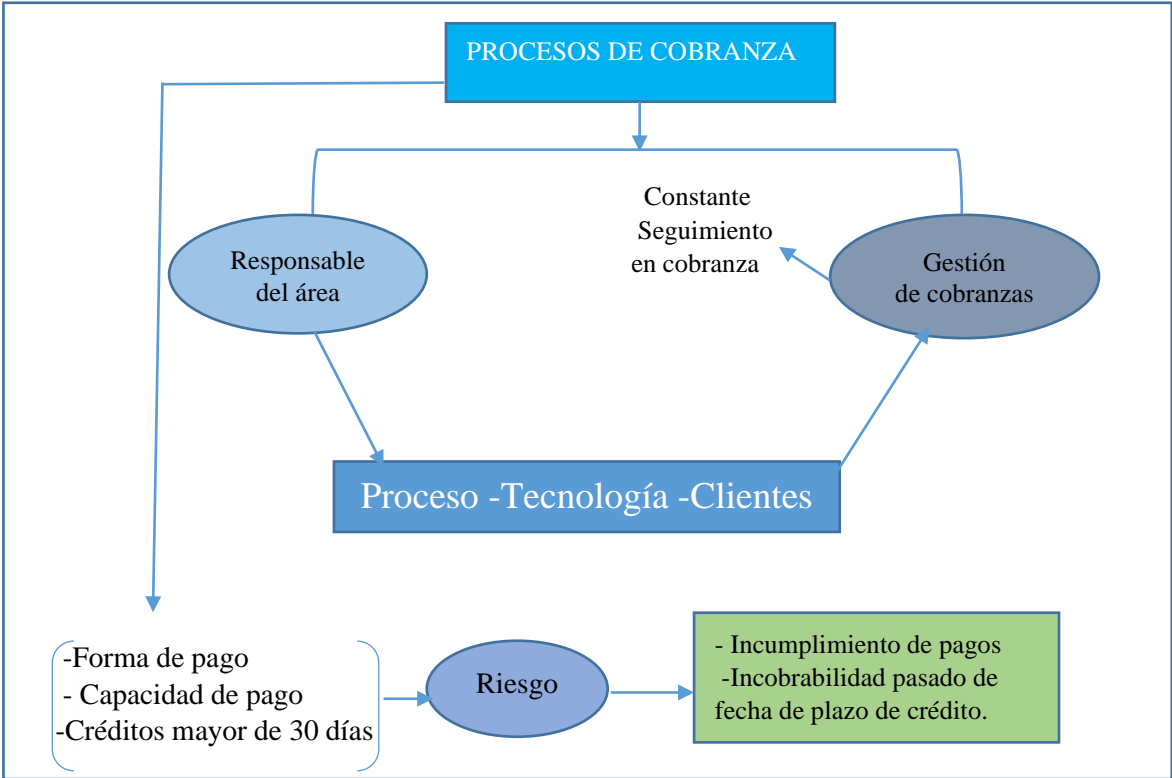 PROCESOS DE COBRANZA
Constante
Seguimiento
en cobranza
Responsable
del área
Gestión
de cobranzas
Proceso -Tecnología -Clientes
-Forma de pago
- Capacidad de pago
-Créditos mayor de 30 días
Riesgo
- Incumplimiento de pagos
-Incobrabilidad pasado de
fecha de plazo de crédito.